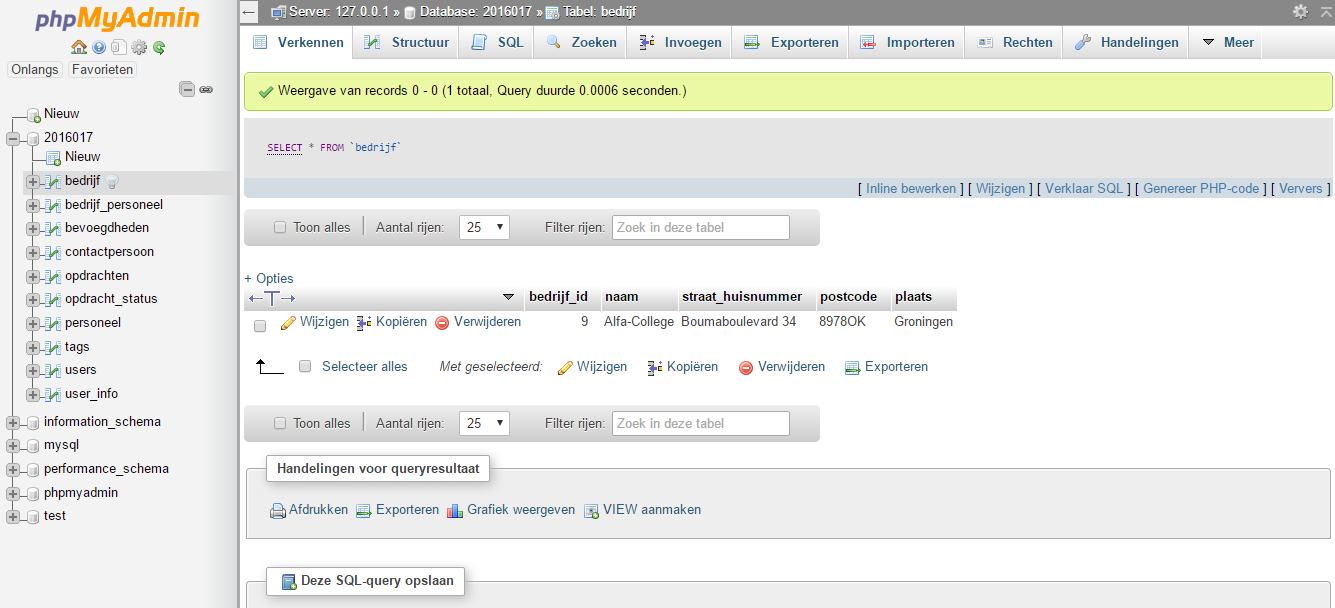 phpMyAdmin
Onlangs Favorieten
Nieuw
2016017
Nieuw
bedrijf
bedrijf_personeel
bevoegdheden
contactpersoon
opdrachten
opdracht_status
personeel
tags
users
user_info
information_schema
mysql
performance_schema
phpmyadmin
test
Server: 127.0.0.1 » Database: 2016017 » Tabel: bedrijf
Verkennen Structuur SQL Zoeken Invoegen Exporteren Importeren Rechten Handelingen Meer
Weergave van records 0 - 0 (1 totaal, Query duurde 0.0006 seconden.)
SELECT * FROM `bedrijf`
[ Inline bewerken ] [ Wijzigen ] [ Verklaar SQL ] [ Genereer PHP-code ] [ Ververs ]
Toon alles Aantal rijen: 25 Filter rijen: Zoek in deze tabel
+ Opties
bedrijf_id naam straat_huisnummer postcode plaats
Wijzigen Kopiëren Verwijderen 9 Alfa-College Boumaboulevard 34 8978OK Groningen
Selecteer alles Met geselecteerd: Wijzigen Kopiëren Verwijderen Exporteren
Toon alles Aantal rijen: 25 Filter rijen: Zoek in deze tabel
Handelingen voor queryresultaat
Afdrukken Exporteren Grafiek weergeven VIEW aanmaken
Deze SQL-query opslaan